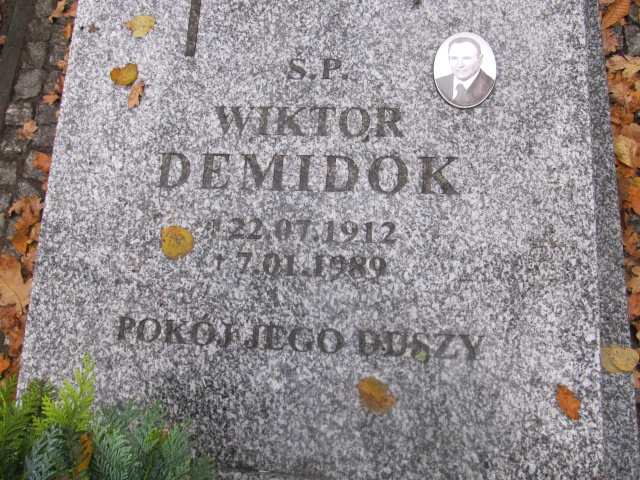 Ś.P.
WIKTOR
DEMIDOK
* 22.07.1912
† 7.01.1989
POKÓJ JEGO DUSZY